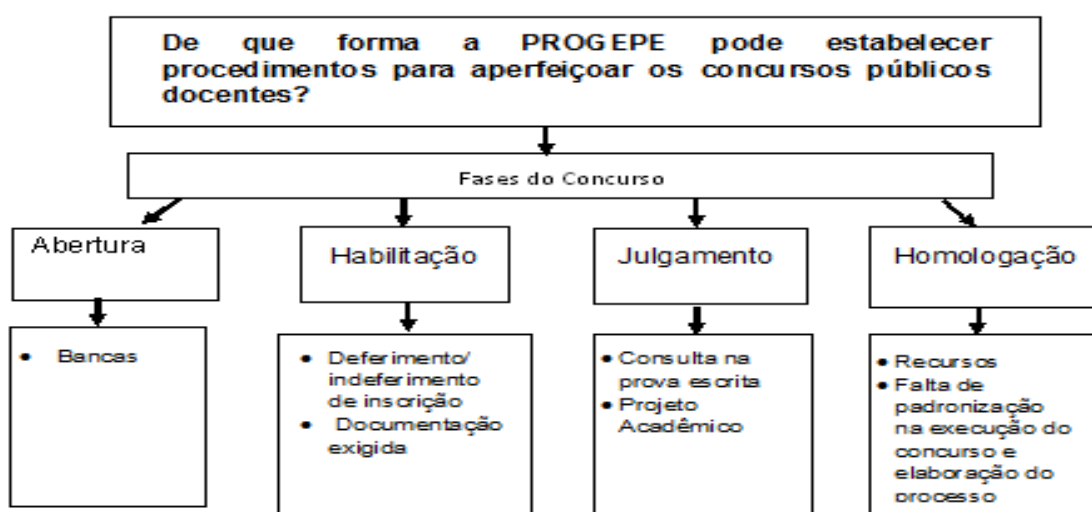 De que forma a PROGEPE pode estabelecer
procedimentos para aperfeiçoar os concursos públicos
docentes?
Fases do Concurso
Abertura
Habilitação
Julgamento
Homologação
• Bancas
• Deferimento/
indeferimento
de inscrição
• Documentação
exigida
• Consulta na
prova escrita
• Projeto
Acadêmico
• Recursos
• Falta de
padronização
na execução do
concurso e
elaboração do
processo